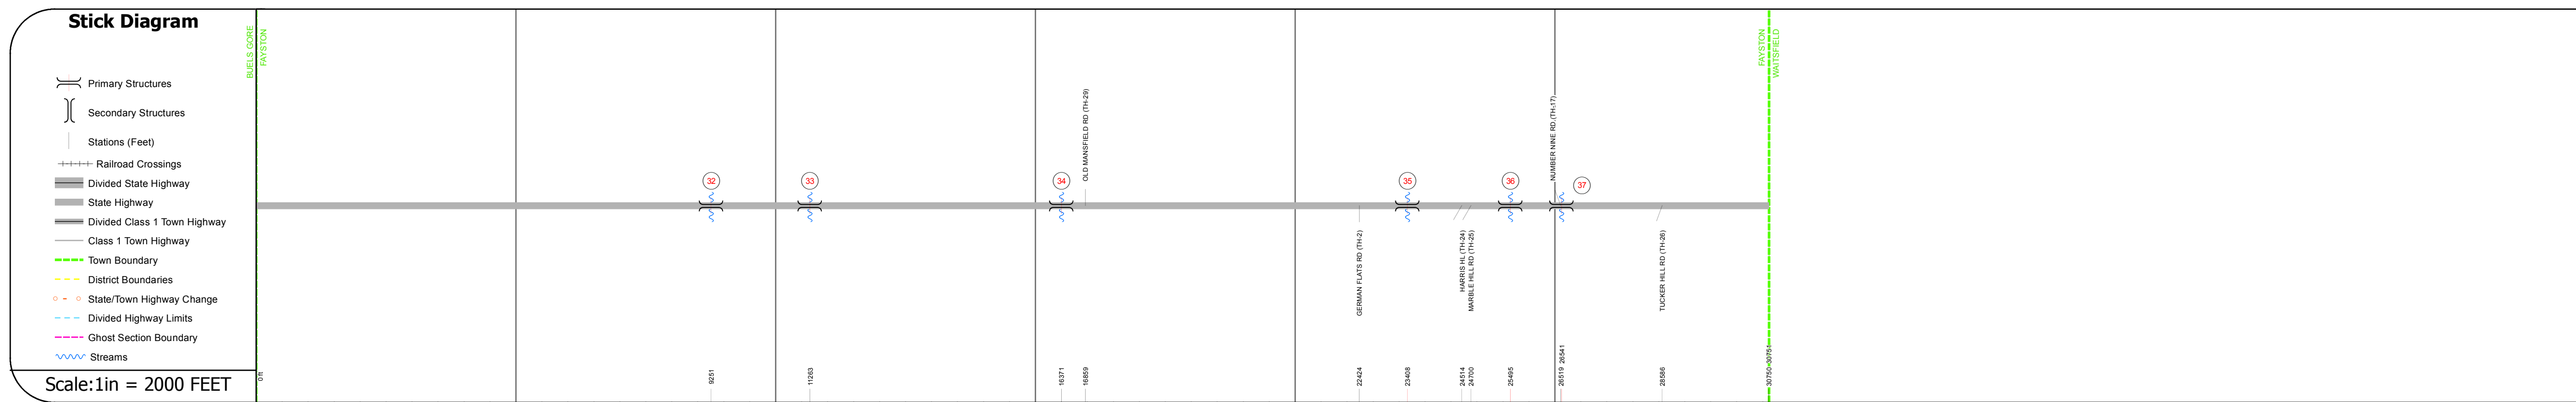 Stick Diagram
Primary Structures
Secondary Structures
Stations (Feet)
Railroad Crossings
Divided State Highway
State Highway
Divided Class 1 Town Highway
Class 1 Town Highway
Town Boundary
District Boundaries
State/Town Highway Change
Divided Highway Limits
Ghost Section Boundary
Streams
Scale:1in = 2000 FEET
BUELS GORE
FAYSTON
FAYSTON
WAITSFIELD
OLD MANSFIELD RD (TH-29)
NUMBER NINE RD.(TH-17)
32
33
34
35
36
37
GERMAN FLATS RD (TH-2)
HARRIS HL (TH-24)
MARBLE HILL RD (TH-25)
TUCKER HILL RD (TH-26)
0 ft
9251
11263
16371
16859
22424
23408
24514
24700
25495
26519 26541
28586
30750 30751